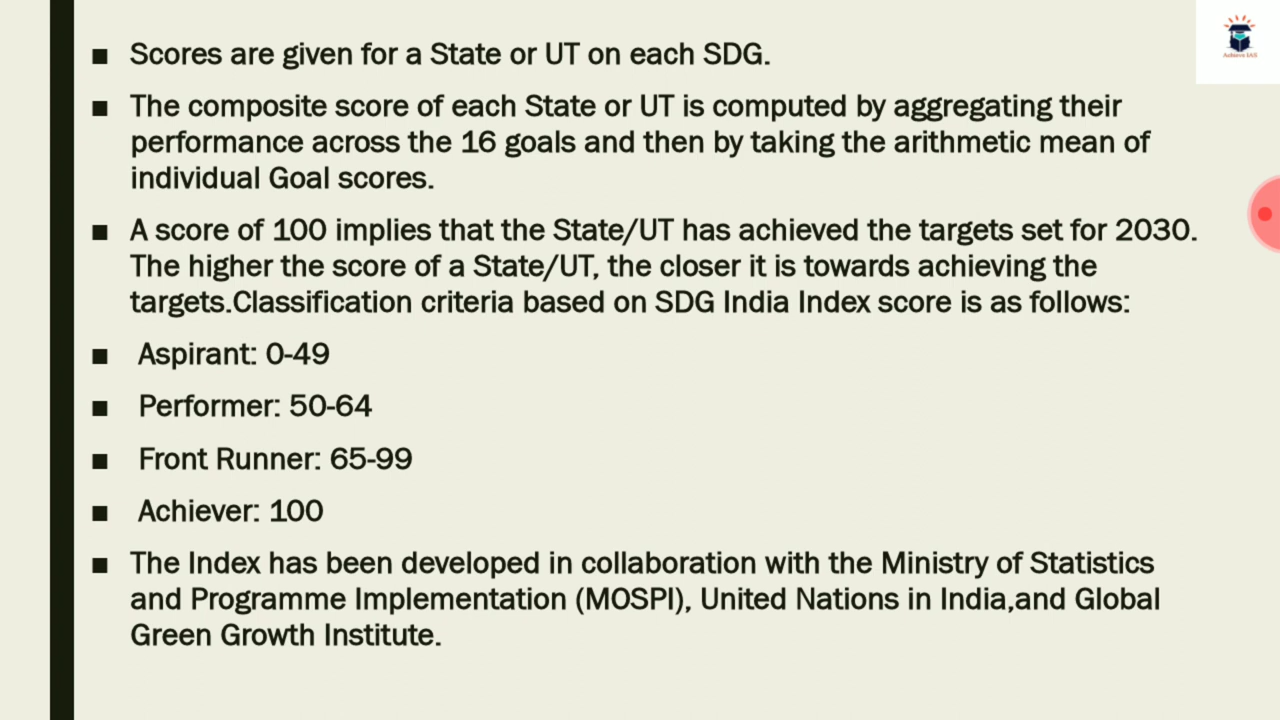 ■ Scores are given for a State or UT on each SDG.
■ The composite score of each State or UT is computed by aggregating their
performance across the 16 goals and then by taking the arithmetic mean of
individual Goal scores.
■ A score of 100 implies that the State/UT has achieved the targets set for 2030.
The higher the score of a State/UT, the closer it is towards achieving the
targets.Classification criteria based on SDG India Index score is as follows:
■ Aspirant: 0-49
■ Performer: 50-64
■ Front Runner: 65-99
■ Achiever: 100
■ The Index has been developed in collaboration with the Ministry of Statistics
and Programme Implementation (MOSPI), United Nations in India,and Global
Green Growth Institute.
Achieve IAS